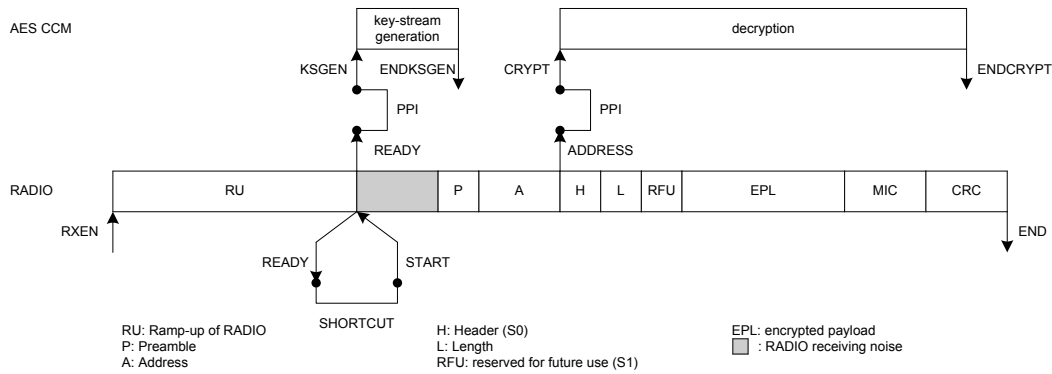 AES CCM
key-stream
generation
decryption
KSGEN
ENDKSGEN
CRYPT
ENDCRYPT
PPI
PPI
READY
ADDRESS
RADIO
RU
P
A
H
L
RFU
EPL
MIC
CRC
RXEN
END
READY
START
SHORTCUT
RU: Ramp-up of RADIO
P: Preamble
A: Address
H: Header (S0)
L: Length
RFU: reserved for future use (S1)
EPL: encrypted payload
: RADIO receiving noise